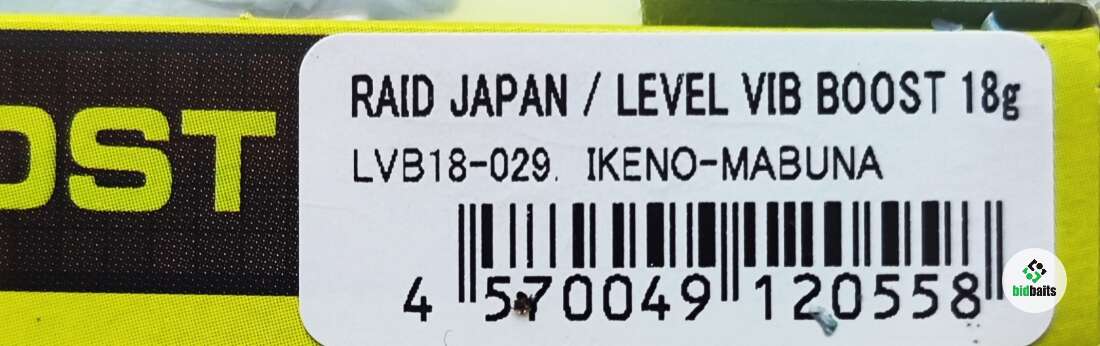 OST
RAID JAPAN / LEVEL VIB BOOST 18g
LVB18-029. IKENO-MABUNA
4 570049 120558
bidbaits